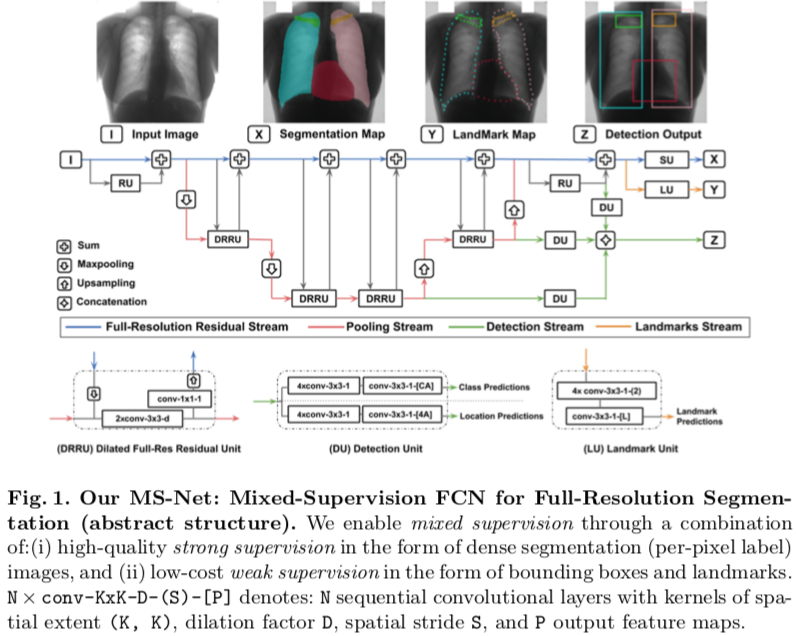 I Input Image X Segmentation Map Y LandMark Map Z Detection Output
I SU X
RU RU LU Y
DU
DRRU DRRU DU Z
Sum
Maxpooling
Upsampling
Concatenation
DRRU DRRU DU
Full-Resolution Residual Stream Pooling Stream Detection Stream Landmarks Stream
conv-1x1-1
2xconv-3x3-d
(DRRU) Dilated Full-Res Residual Unit
4xconv-3x3-1 conv-3x3-1-[CA] Class Predictions
4xconv-3x3-1 conv-3x3-1-[4A] Location Predictions
(DU) Detection Unit
4x conv-3x3-1-(2)
conv-3x3-1-[L]
Landmark
Predictions
(LU) Landmark Unit
Fig. 1. Our MS-Net: Mixed-Supervision FCN for Full-Resolution Segmen-
tation (abstract structure). We enable mixed supervision through a combination
of:(i) high-quality strong supervision in the form of dense segmentation (per-pixel label)
images, and (ii) low-cost weak supervision in the form of bounding boxes and landmarks.
N × conv-KxK-D-(S)-[P] denotes: N sequential convolutional layers with kernels of spa-
tial extent (K, K), dilation factor D, spatial stride S, and P output feature maps.